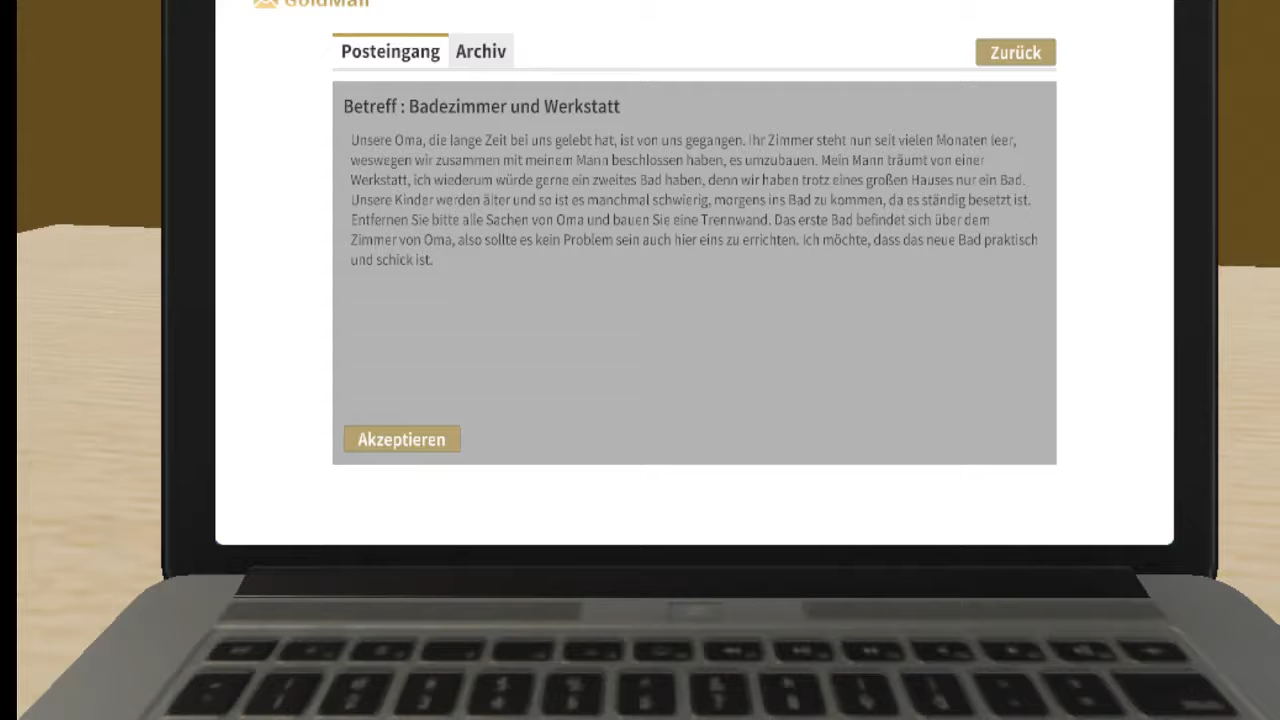 GoldMail
Posteingang Archiv Zurück
Betreff : Badezimmer und Werkstatt
Unsere Oma, die lange Zeit bei uns gelebt hat, ist von uns gegangen. Ihr Zimmer steht nun seit vielen Monaten leer,
weswegen wir zusammen mit meinem Mann beschlossen haben, es umzubauen. Mein Mann träumt von einer
Werkstatt, ich wiederum würde gerne ein zweites Bad haben, denn wir haben trotz eines großen Hauses nur ein Bad.
Unsere Kinder werden älter und so ist es manchmal schwierig, morgens ins Bad zu kommen, da es ständig besetzt ist.
Entfernen Sie bitte alle Sachen von Oma und bauen Sie eine Trennwand. Das erste Bad befindet sich über dem
Zimmer von Oma, also sollte es kein Problem sein auch hier eins zu errichten. Ich möchte, dass das neue Bad praktisch
und schick ist.
Akzeptieren